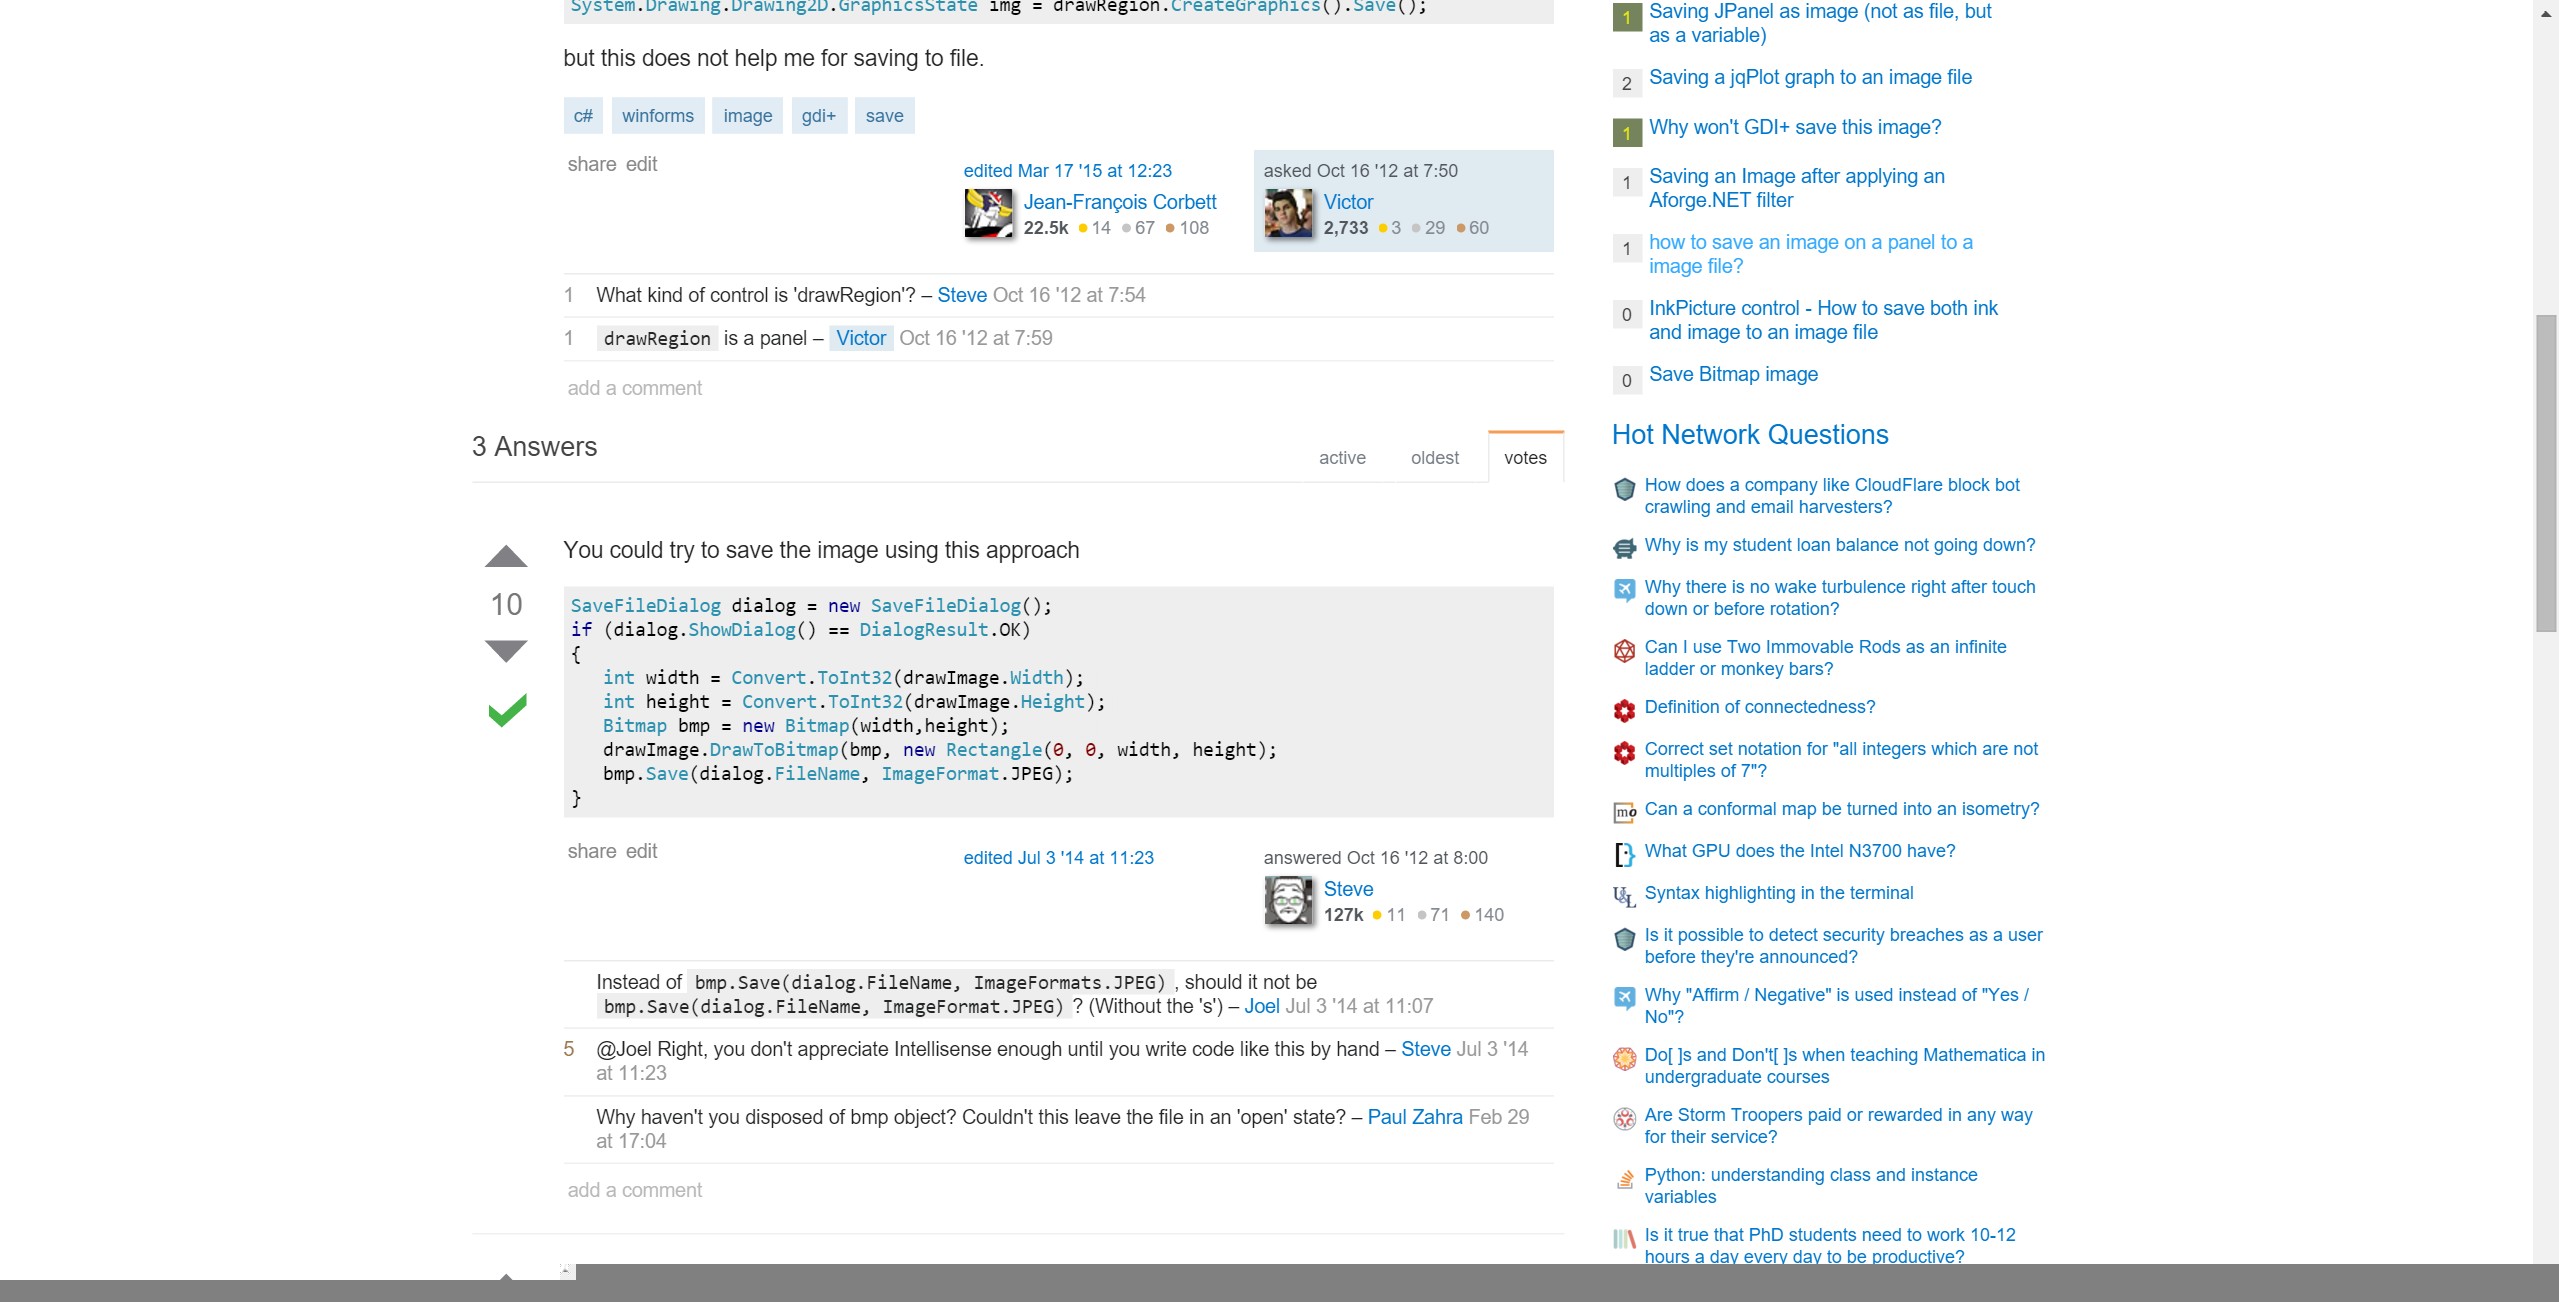 System.Drawing.Drawing2D.GraphicsState img = drawRegion.CreateGraphics().Save();
but this does not help me for saving to file.
c# winforms image gdi+ save
share edit
edited Mar 17 '15 at 12:23
Jean-François Corbett
22.5k 14 67 108
asked Oct 16 '12 at 7:50
Victor
2,733 3 29 60
1 What kind of control is 'drawRegion'? – Steve Oct 16 '12 at 7:54
1 drawRegion is a panel – Victor Oct 16 '12 at 7:59
add a comment
3 Answers
active oldest votes
10
You could try to save the image using this approach
SaveFileDialog dialog = new SaveFileDialog();
if (dialog.ShowDialog() == DialogResult.OK)
{
int width = Convert.ToInt32(drawImage.Width);
int height = Convert.ToInt32(drawImage.Height);
Bitmap bmp = new Bitmap(width,height);
drawImage.DrawToBitmap(bmp, new Rectangle(0, 0, width, height);
bmp.Save(dialog.FileName, ImageFormat.JPEG);
}
share edit
edited Jul 3 '14 at 11:23
answered Oct 16 '12 at 8:00
Steve
127k 11 71 140
Instead of bmp.Save(dialog.FileName, ImageFormats.JPEG) , should it not be
bmp.Save(dialog.FileName, ImageFormat.JPEG) ? (Without the 's') – Joel Jul 3 '14 at 11:07
5 @Joel Right, you don't appreciate Intellisense enough until you write code like this by hand – Steve Jul 3 '14
at 11:23
Why haven't you disposed of bmp object? Couldn't this leave the file in an 'open' state? – Paul Zahra Feb 29
at 17:04
add a comment
1 Saving JPanel as image (not as file, but
as a variable)
2 Saving a jqPlot graph to an image file
1 Why won't GDI+ save this image?
1 Saving an Image after applying an
Aforge.NET filter
1 how to save an image on a panel to a
image file?
0 InkPicture control - How to save both ink
and image to an image file
0 Save Bitmap image
Hot Network Questions
How does a company like CloudFlare block bot
crawling and email harvesters?
Why is my student loan balance not going down?
Why there is no wake turbulence right after touch
down or before rotation?
Can I use Two Immovable Rods as an infinite
ladder or monkey bars?
Definition of connectedness?
Correct set notation for "all integers which are not
multiples of 7"?
mo Can a conformal map be turned into an isometry?
What GPU does the Intel N3700 have?
U&L Syntax highlighting in the terminal
Is it possible to detect security breaches as a user
before they're announced?
Why "Affirm / Negative" is used instead of "Yes /
No"?
Do[ ]s and Don't[ ]s when teaching Mathematica in
undergraduate courses
Are Storm Troopers paid or rewarded in any way
for their service?
Python: understanding class and instance
variables
Is it true that PhD students need to work 10-12
hours a day every day to be productive?